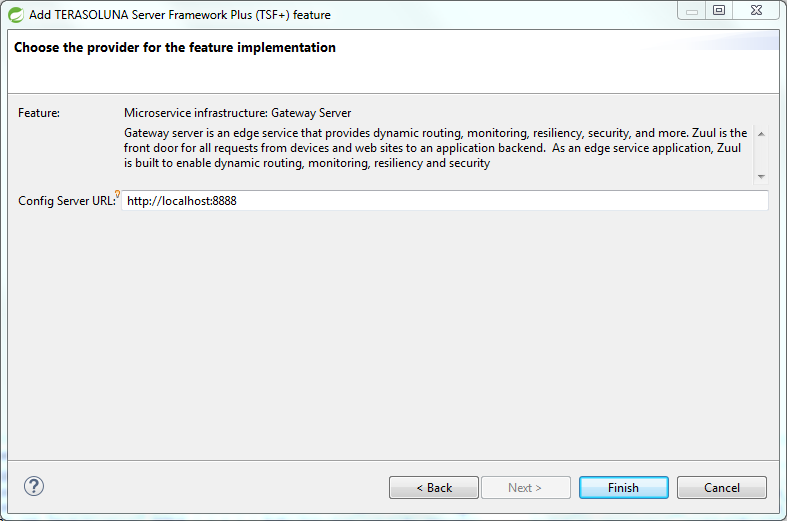 Add TERASOLUNA Server Framework Plus (TSF+) feature
Choose the provider for the feature implementation
Feature: Microservice infrastructure: Gateway Server
Gateway server is an edge service that provides dynamic routing, monitoring, resiliency, security, and more. Zuul is the
front door for all requests from devices and web sites to an application backend.  As an edge service application, Zuul
is built to enable dynamic routing, monitoring, resiliency and security
Config Server URL: http://localhost:8888
? < Back Next > Finish Cancel